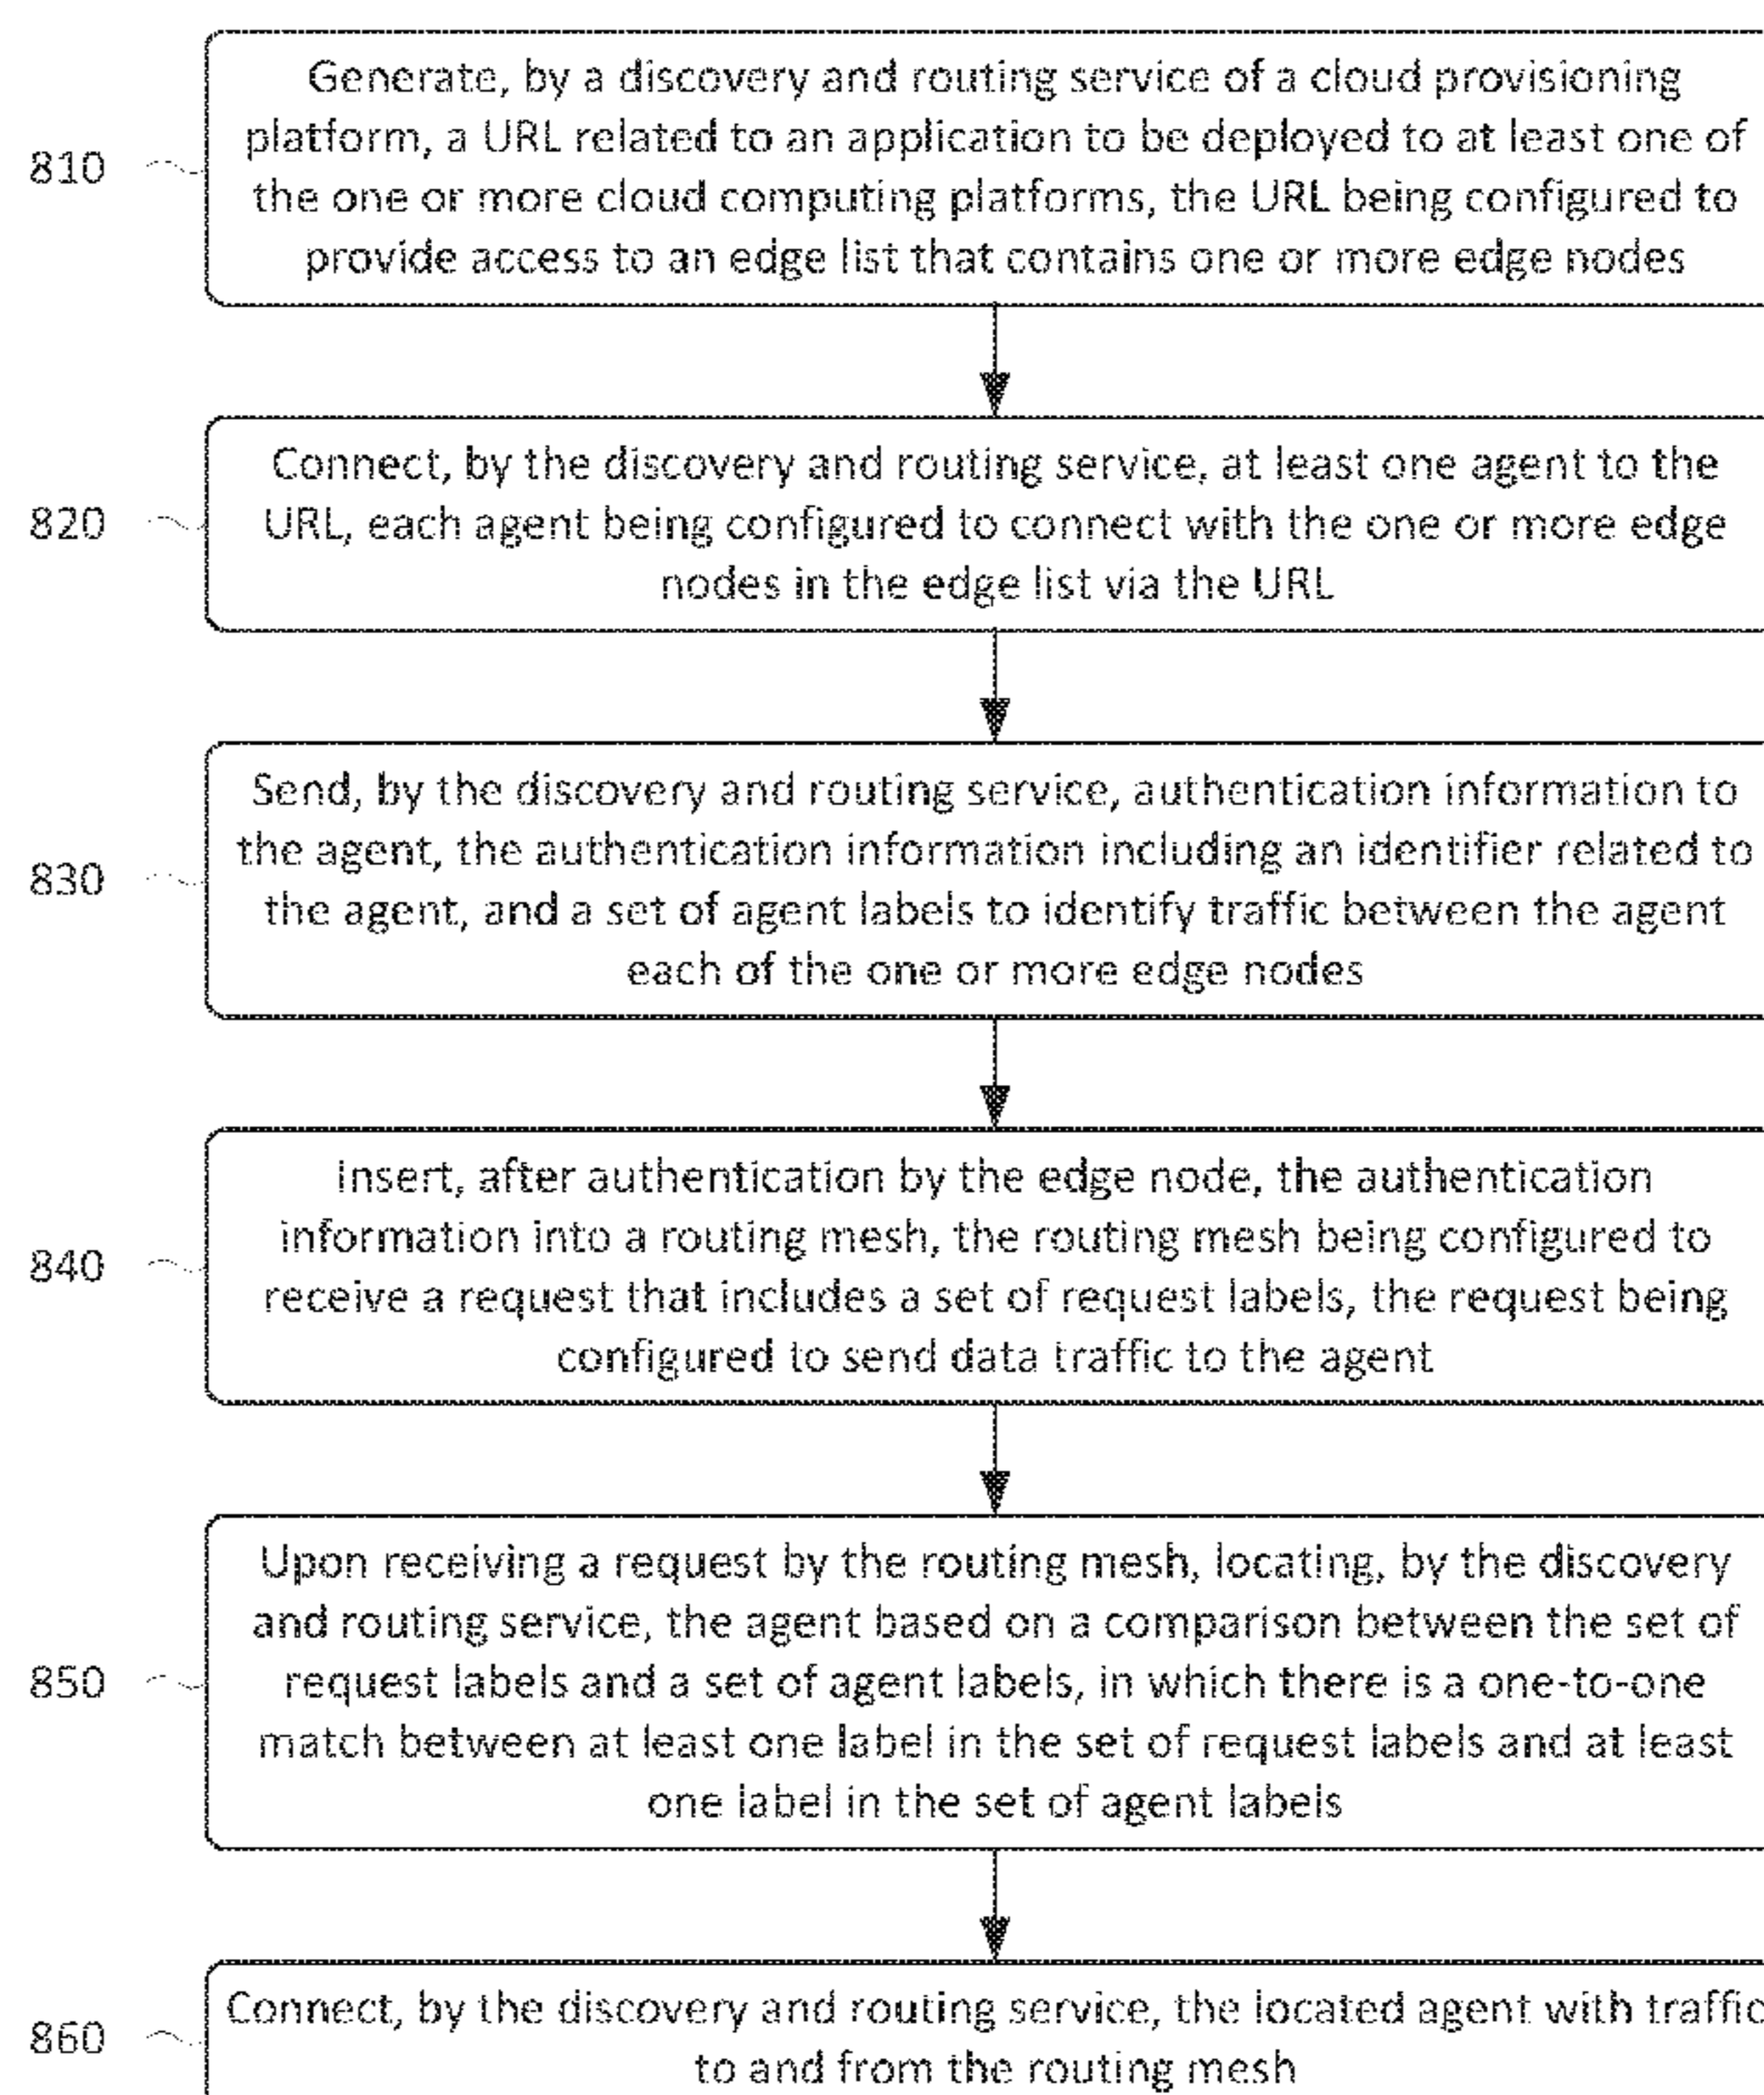 Generate, by a discovery and routing service of a cloud provisioning
platform, a URL related to an application to be deployed to at least one of
810
the one or more cloud computing platforms, the URL being configured to
provide access to an edge list that contains one or more edge nodes
Connect, by the discovery and routing service, at least one agent to the
820
URL, each agent being configured to connect with the one or more edge
nodes in the edge list via the URL
Send, by the discovery and routing service, authentication information to
the agent, the authentication information including an identifier related to
830
the agent, and a set of agent labels to identify traffic between the agent
each of the one or more edge nodes
Insert, after authentication by the edge node, the authentication
information into a routing mesh, the routing mesh being configured to
840
receive a request that includes a set of request labels, the request being
configured to send data traffic to the agent
Upon receiving a request by the routing mesh, locating, by the discovery
and routing service, the agent based on a comparison between the set of
850
request labels and a set of agent labels, in which there is a one-to-one
match between at least one label in the set of request labels and at least
one label in the set of agent labels
Connect, by the discovery and routing service, the located agent with traffic
860
to and from the routing mesh